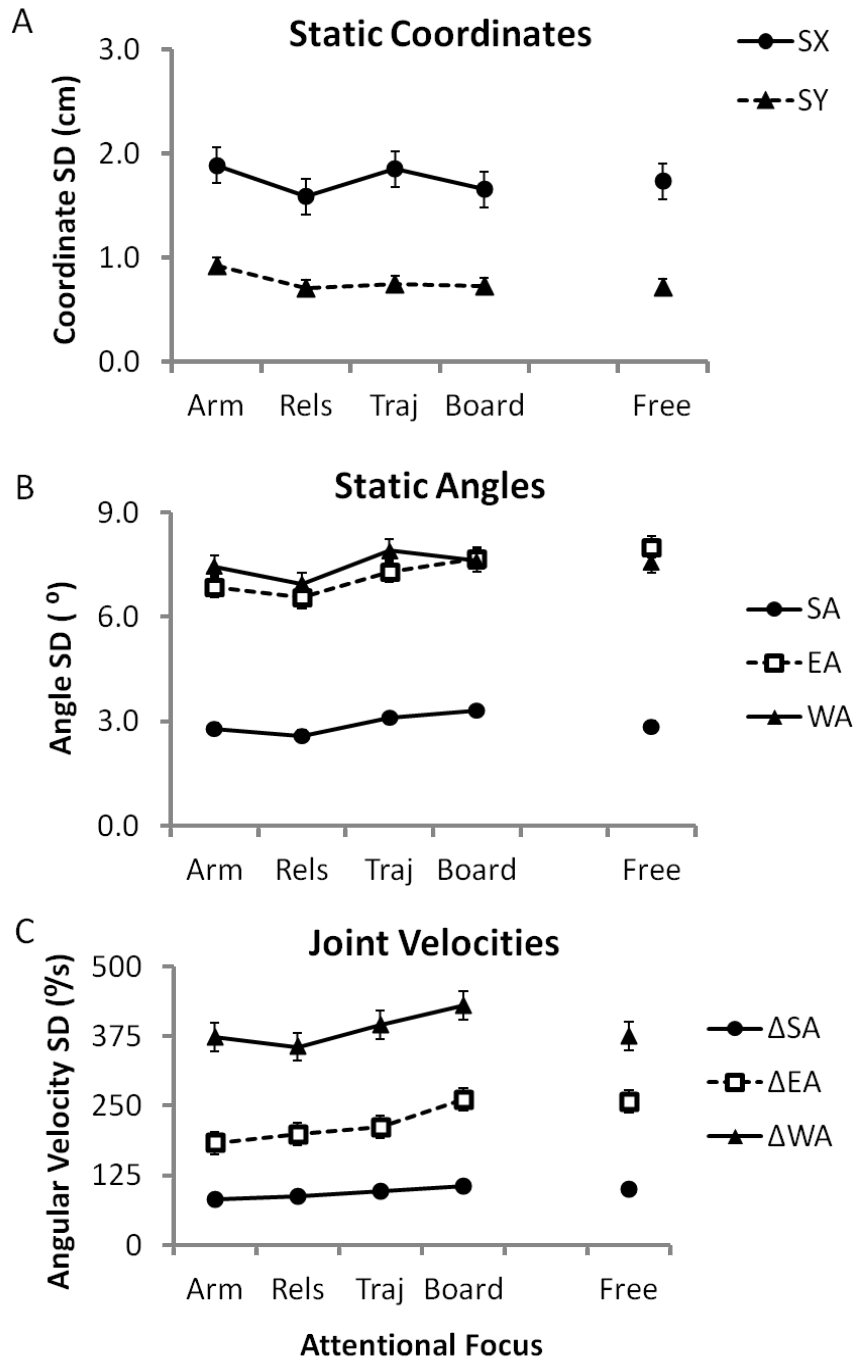 A
Static Coordinates
Coordinate SD (cm)
3.0
2.0
1.0
0.0
Arm Rels Traj Board Free
SX
SY
B
Static Angles
Angle SD ( º)
9.0
6.0
3.0
0.0
Arm Rels Traj Board Free
SA
EA
WA
C
Joint Velocities
Angular Velocity SD (º/s)
500
375
250
125
0
Arm Rels Traj Board Free
ΔSA
ΔEA
ΔWA
Attentional Focus